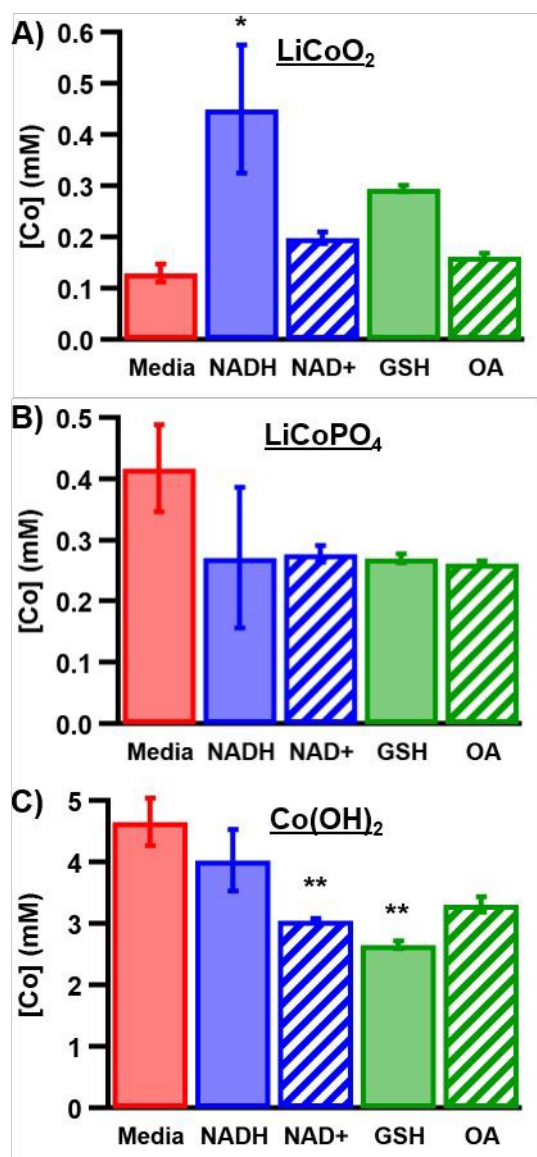 A)
LiCoO₂
*
[Co] (mM)
0.6
0.5
0.4
0.3
0.2
0.1
0.0
Media NADH NAD+ GSH OA
B)
LiCoPO₄
[Co] (mM)
0.5
0.4
0.3
0.2
0.1
0.0
Media NADH NAD+ GSH OA
C)
Co(OH)₂
** **
[Co] (mM)
5
4
3
2
1
0
Media NADH NAD+ GSH OA